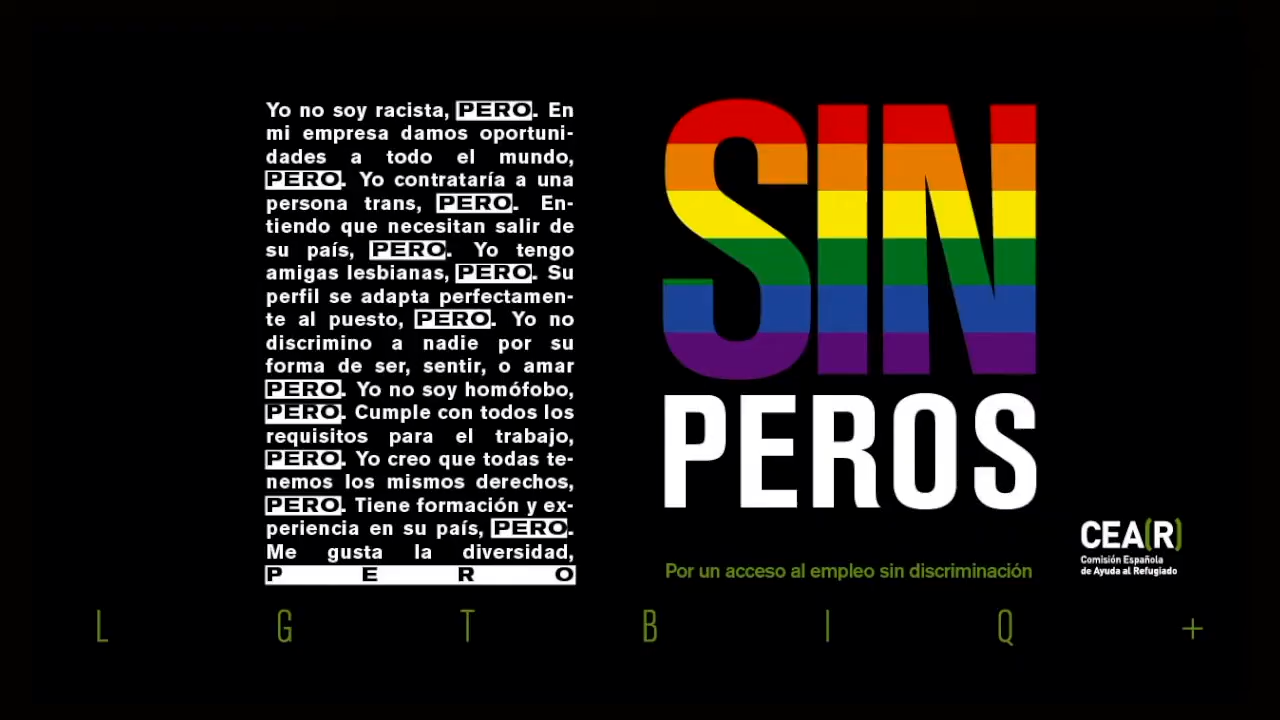 Yo no soy racista, PERO. En
mi empresa damos oportuni-
dades a todo el mundo,
PERO. Yo contrataría a una
persona trans, PERO. En-
tiendo que necesitan salir de
su país, PERO. Yo tengo
amigas lesbianas, PERO. Su
perfil se adapta perfectamen-
te al puesto, PERO. Yo no
discrimino a nadie por su
forma de ser, sentir, o amar
PERO. Yo no soy homófobo,
PERO. Cumple con todos los
requisitos para el trabajo,
PERO. Yo creo que todas te-
nemos los mismos derechos,
PERO. Tiene formación y ex-
periencia en su país, PERO.
Me gusta la diversidad,
P E R O
SIN
PEROS
Por un acceso al empleo sin discriminación
CEA(R)
Comisión Española
de Ayuda al Refugiado
L G T B I Q +